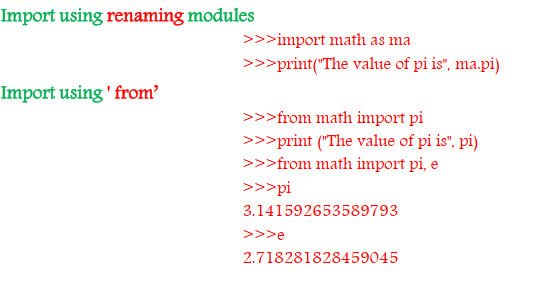 Import using renaming modules
>>>import math as ma
>>>print("The value of pi is", ma.pi)
Import using ' from’
>>>from math import pi
>>>print ("The value of pi is", pi)
>>>from math import pi, e
>>>pi
3.141592653589793
>>>e
2.718281828459045